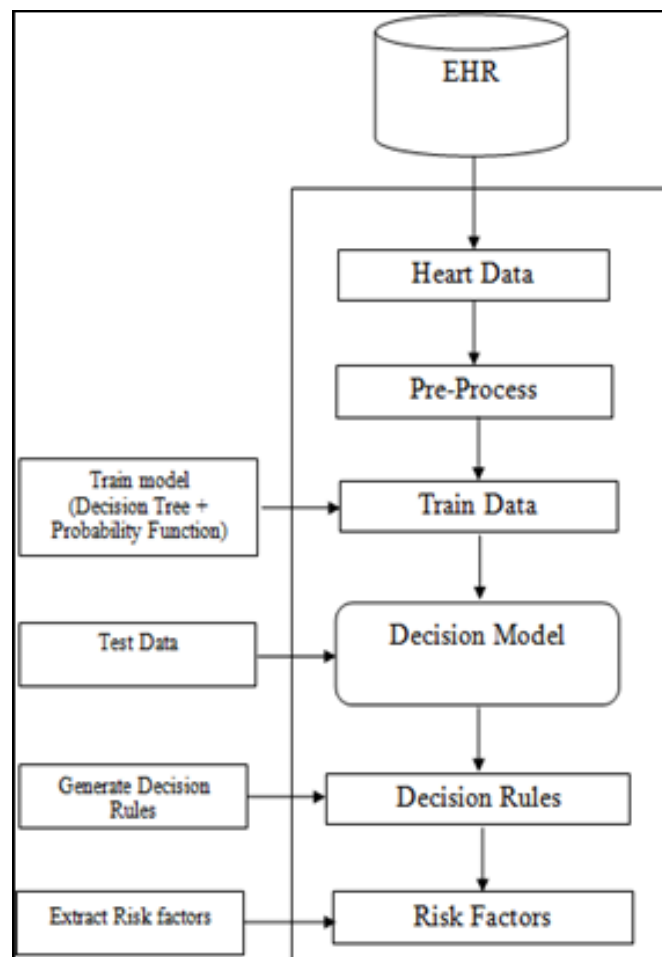 EHR
Heart Data
Pre-Process
Train model
(Decision Tree +
Probability Function)
Train Data
Test Data
Decision Model
Generate Decision
Rules
Decision Rules
Extract Risk factors
Risk Factors